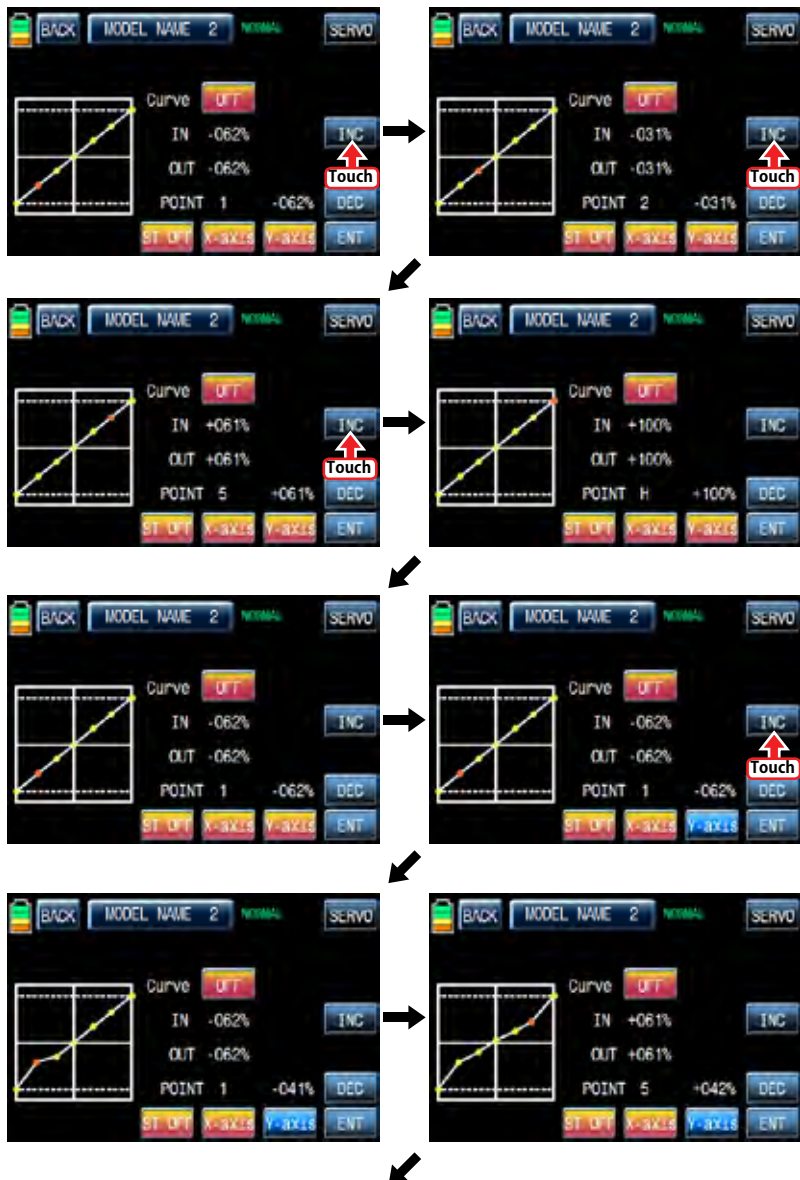 BACK MODEL NAME 2 NORMAL SERVO
Curve OFF
IN -062% INC
OUT -062% Touch
POINT 1 -062% DEC
ST OFF X-axis Y-axis ENT
BACK MODEL NAME 2 NORMAL SERVO
Curve OFF
IN -031% INC
OUT -031% Touch
POINT 2 -031% DEC
ST OFF X-axis Y-axis ENT
BACK MODEL NAME 2 NORMAL SERVO
Curve OFF
IN +061% INC
OUT +061% Touch
POINT 5 +061% DEC
ST OFF X-axis Y-axis ENT
BACK MODEL NAME 2 NORMAL SERVO
Curve OFF
IN +100% INC
OUT +100%
POINT H +100% DEC
ST OFF X-axis Y-axis ENT
BACK MODEL NAME 2 NORMAL SERVO
Curve OFF
IN -062% INC
OUT -062%
POINT 1 -062% DEC
ST OFF X-axis Y-axis ENT
BACK MODEL NAME 2 NORMAL SERVO
Curve OFF
IN -062% INC
OUT -062% Touch
POINT 1 -062% DEC
ST OFF X-axis Y-axis ENT
BACK MODEL NAME 2 NORMAL SERVO
Curve OFF
IN -062% INC
OUT -062%
POINT 1 -041% DEC
ST OFF X-axis Y-axis ENT
BACK MODEL NAME 2 NORMAL SERVO
Curve OFF
IN +061% INC
OUT +061%
POINT 5 +042% DEC
ST OFF X-axis Y-axis ENT